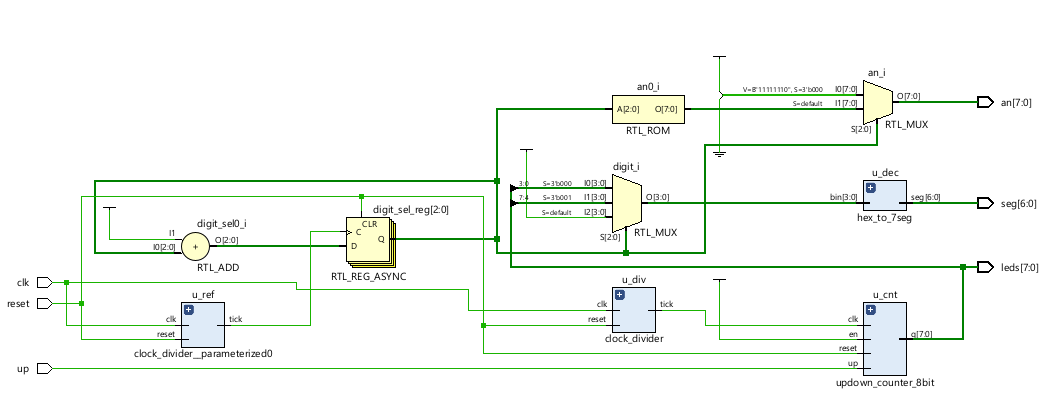 an_i
V=B"11111110", S=3'b000
I0[7:0]
O[7:0]
an[7:0]
an0_i
A[2:0]
O[7:0]
S=default
I1[7:0]
RTL_ROM
S[2:0]
RTL_MUX
digit_i
u_dec
3:0
S=3'b000
I0[3:0]
7:4
S=3'b001
I1[3:0]
O[3:0]
bin[3:0]
seg[6:0]
seg[6:0]
S=default
I2[3:0]
hex_to_7seg
S[2:0]
RTL_MUX
digit_sel_reg[2:0]
digit_sel0_i
CLR
C
I1
+
O[2:0]
D
Q
I0[2:0]
RTL_ADD
RTL_REG_ASYNC
leds[7:0]
clk
u_div
reset
u_ref
clk
tick
u_cnt
clk
tick
reset
clk
reset
clock_divider
en
q[7:0]
clock_divider__parameterized0
reset
up
up
updown_counter_8bit